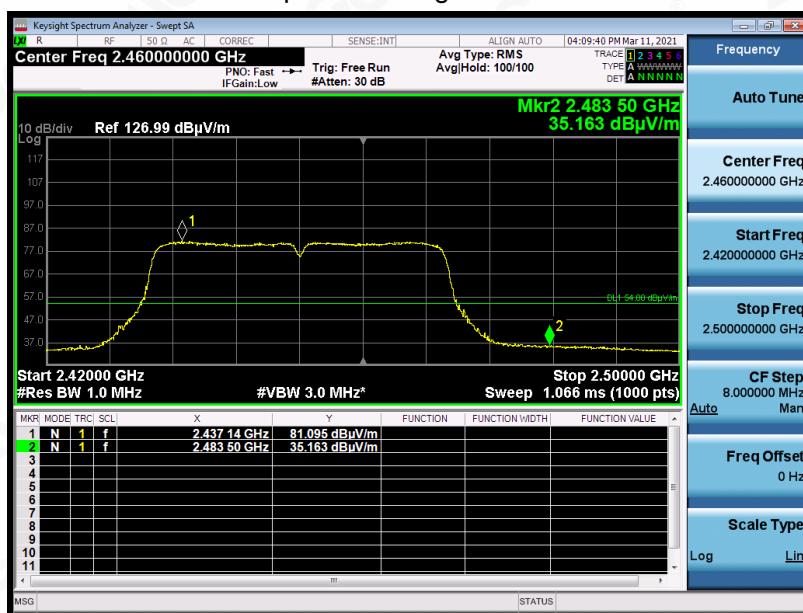 Keysight Spectrum Analyzer - Swept SA
LXI R RF 50 Ω AC CORREC SENSE:INT ALIGN AUTO 04:09:40 PM Mar 11, 2021
Center Freq 2.460000000 GHz
PNO: Fast
IFGain:Low
Trig: Free Run
#Atten: 30 dB
Avg Type: RMS
Avg|Hold: 100/100
TRACE 1 2 3 4 5 6
TYPE A WWWWW
DET A N N N N N
Mkr2 2.483 50 GHz
35.163 dBµV/m
10 dB/div Ref 126.99 dBµV/m
Log
117
107
97.0
87.0
77.0
67.0
57.0
47.0
37.0
1
2
DL1 54.00 dBµV/m
Start 2.42000 GHz Stop 2.50000 GHz
#Res BW 1.0 MHz #VBW 3.0 MHz* Sweep 1.066 ms (1000 pts)
MKR MODE TRC SCL X Y FUNCTION FUNCTION WIDTH FUNCTION VALUE
1 N 1 f 2.437 14 GHz 81.095 dBµV/m
2 N 1 f 2.483 50 GHz 35.163 dBµV/m
3
4
5
6
7
8
9
10
11
MSG STATUS
Frequency
Auto Tune
Center Freq
2.460000000 GHz
Start Freq
2.420000000 GHz
Stop Freq
2.500000000 GHz
CF Step
8.000000 MHz
Auto Man
Freq Offset
0 Hz
Scale Type
Log Lin